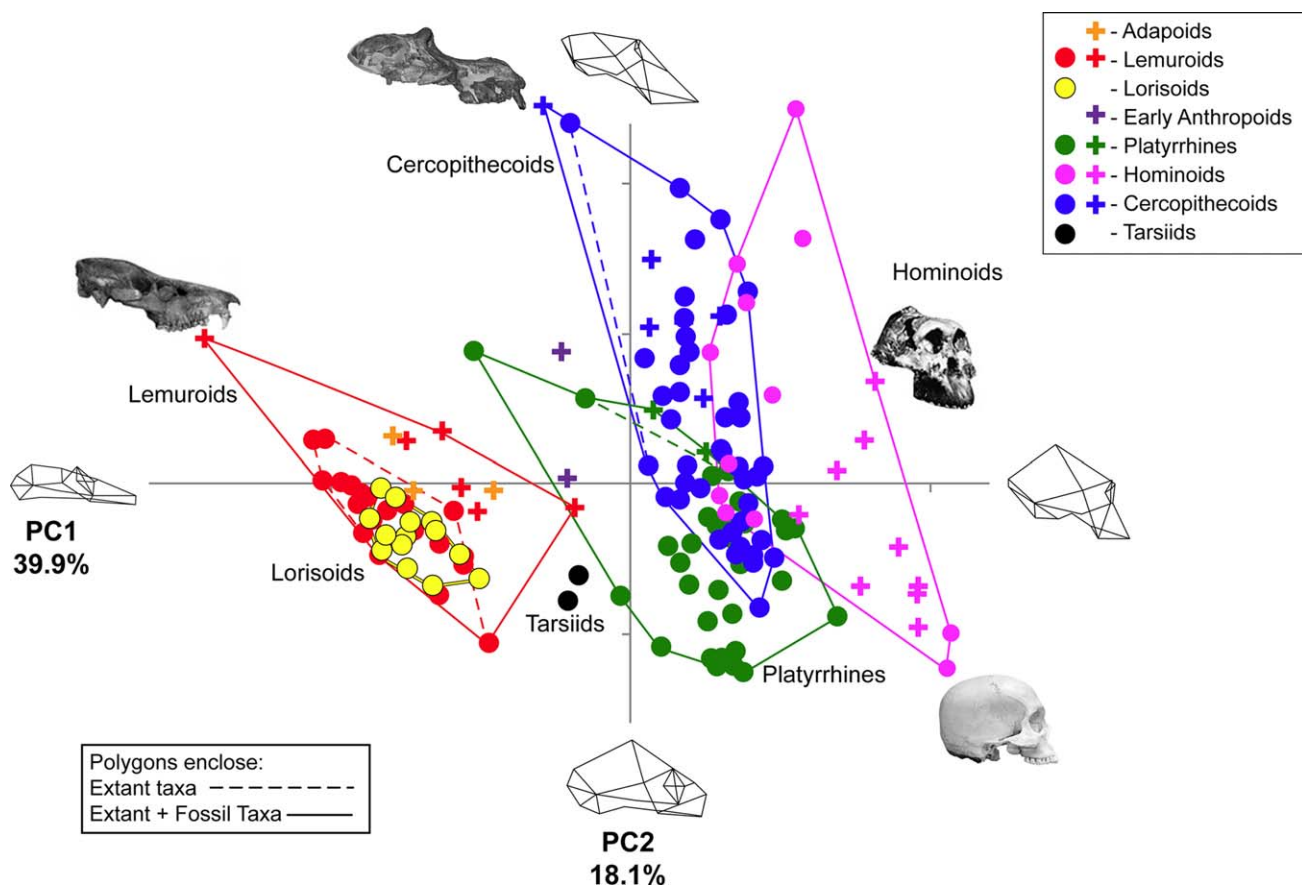 - Adapoids
- Lemuroids
- Lorisoids
- Early Anthropoids
- Platyrrhines
- Hominoids
- Cercopithecoids
- Tarsiids
Cercopithecoids
Hominoids
Lemuroids
PC1
39.9%
Lorisoids
Tarsiids
Platyrrhines
Polygons enclose:
Extant taxa
Extant + Fossil Taxa
PC2
18.1%